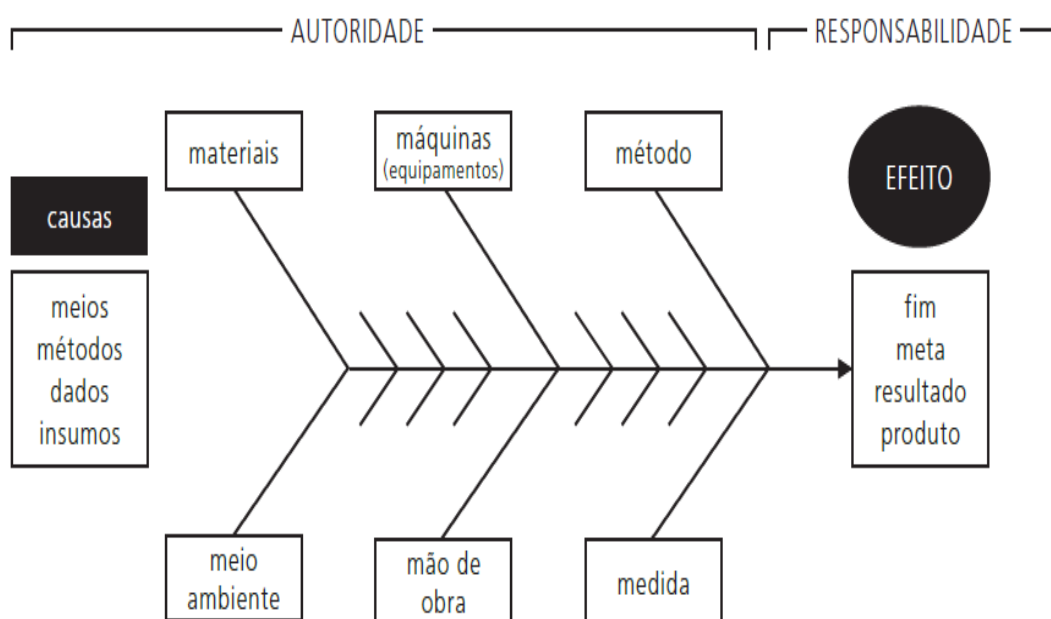 AUTORIDADE
RESPONSABILIDADE
materiais
máquinas
(equipamentos)
método
EFEITO
causas
meios
métodos
dados
insumos
fim
meta
resultado
produto
meio
ambiente
mão de
obra
medida